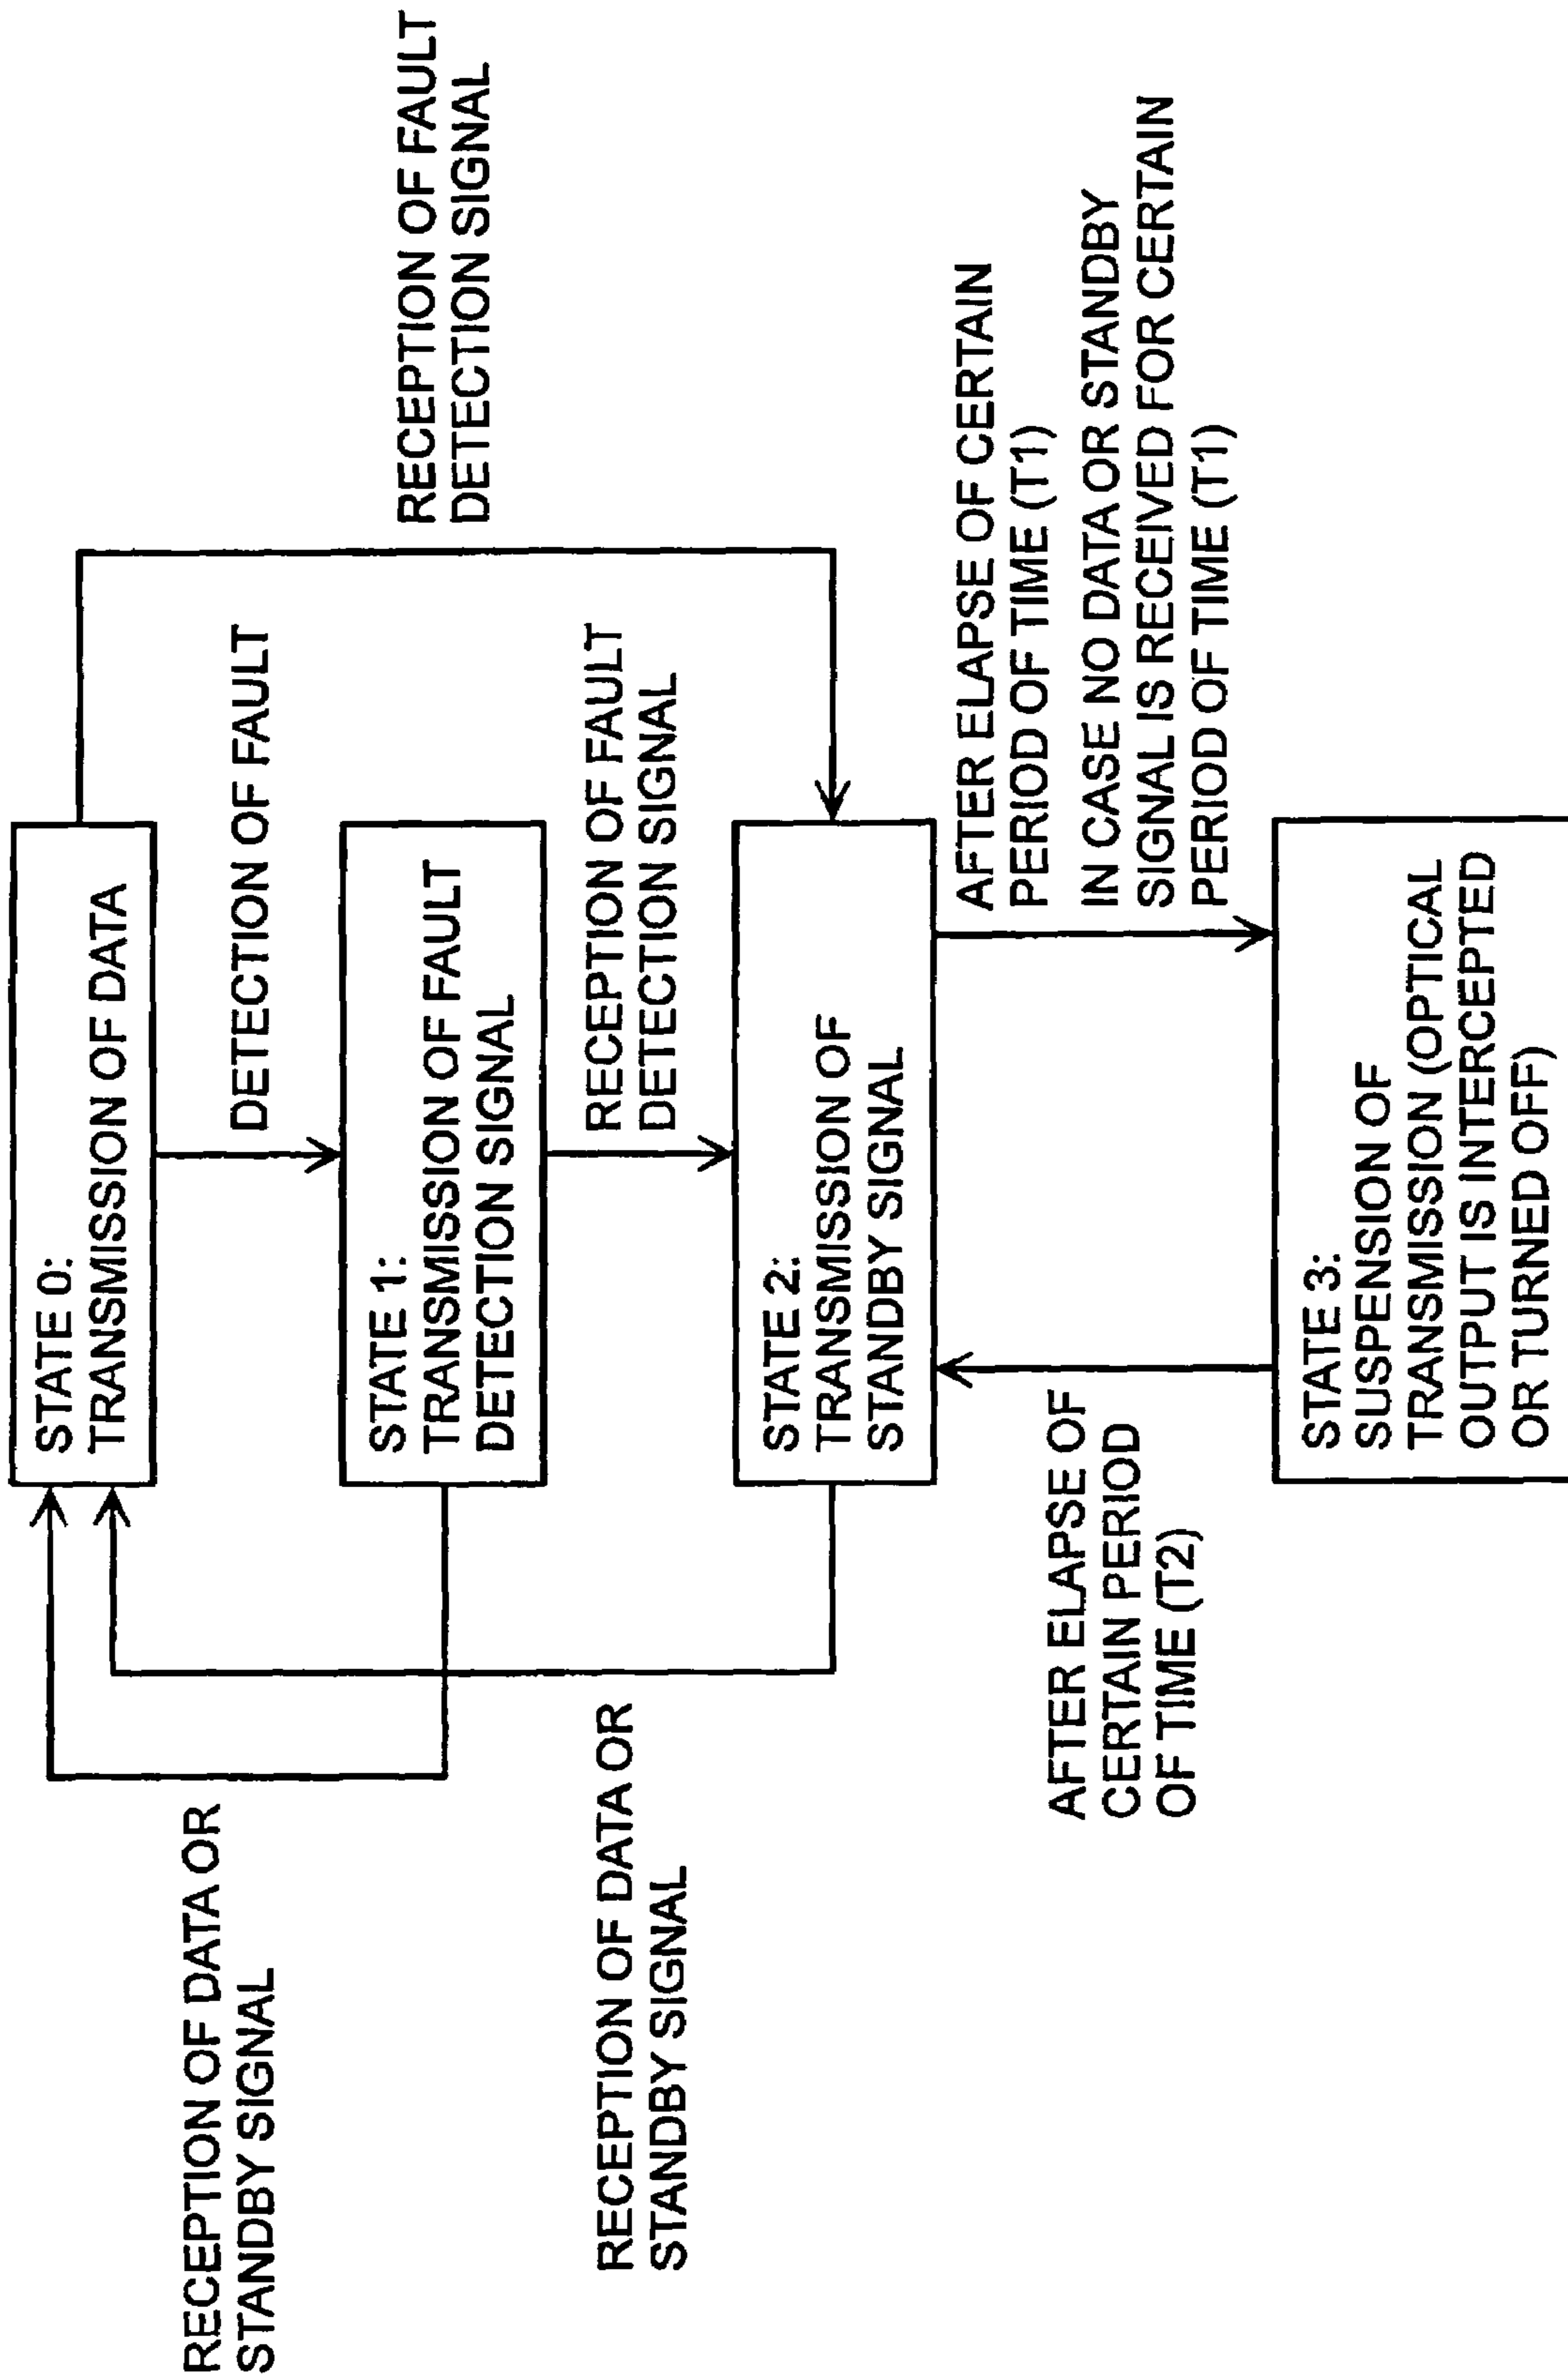 STATE 0:
TRANSMISSION OF DATA
DETECTION OF FAULT
RECEPTION OF FAULT
DETECTION SIGNAL
RECEPTION OF DATA OR
STANDBY SIGNAL
STATE 1:
TRANSMISSION OF FAULT
DETECTION SIGNAL
RECEPTION OF FAULT
DETECTION SIGNAL
RECEPTION OF DATA OR
STANDBY SIGNAL
STATE 2:
TRANSMISSION OF
STANDBY SIGNAL
AFTER ELAPSE OF CERTAIN
PERIOD OF TIME (T1)
IN CASE NO DATA OR STANDBY
SIGNAL IS RECEIVED FOR CERTAIN
PERIOD OF TIME (T1)
AFTER ELAPSE OF
CERTAIN PERIOD
OF TIME (T2)
STATE 3:
SUSPENSION OF
TRANSMISSION (OPTICAL
OUTPUT IS INTERCEPTED
OR TURNED OFF)